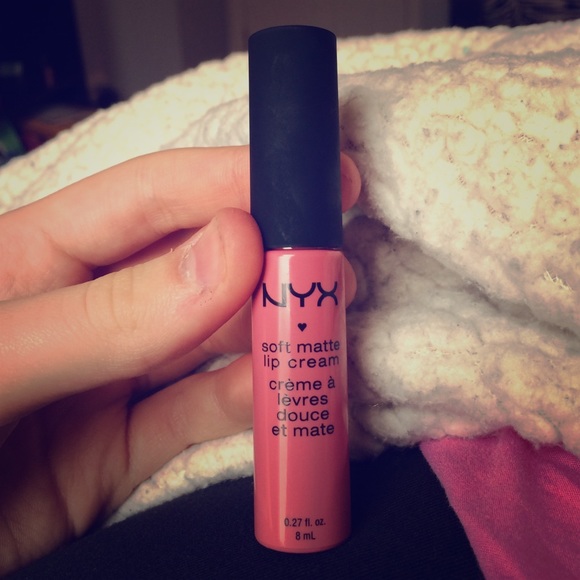 NYX
soft matte
lip cream
crème à
lèvres
douce
et mate
0.27 fl. oz.
8 mL